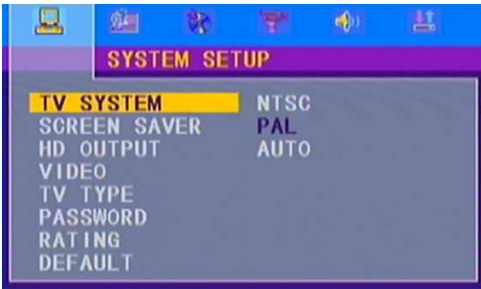 SYSTEM SETUP
TV SYSTEM NTSC
SCREEN SAVER PAL
HD OUTPUT AUTO
VIDEO
TV TYPE
PASSWORD
RATING
DEFAULT